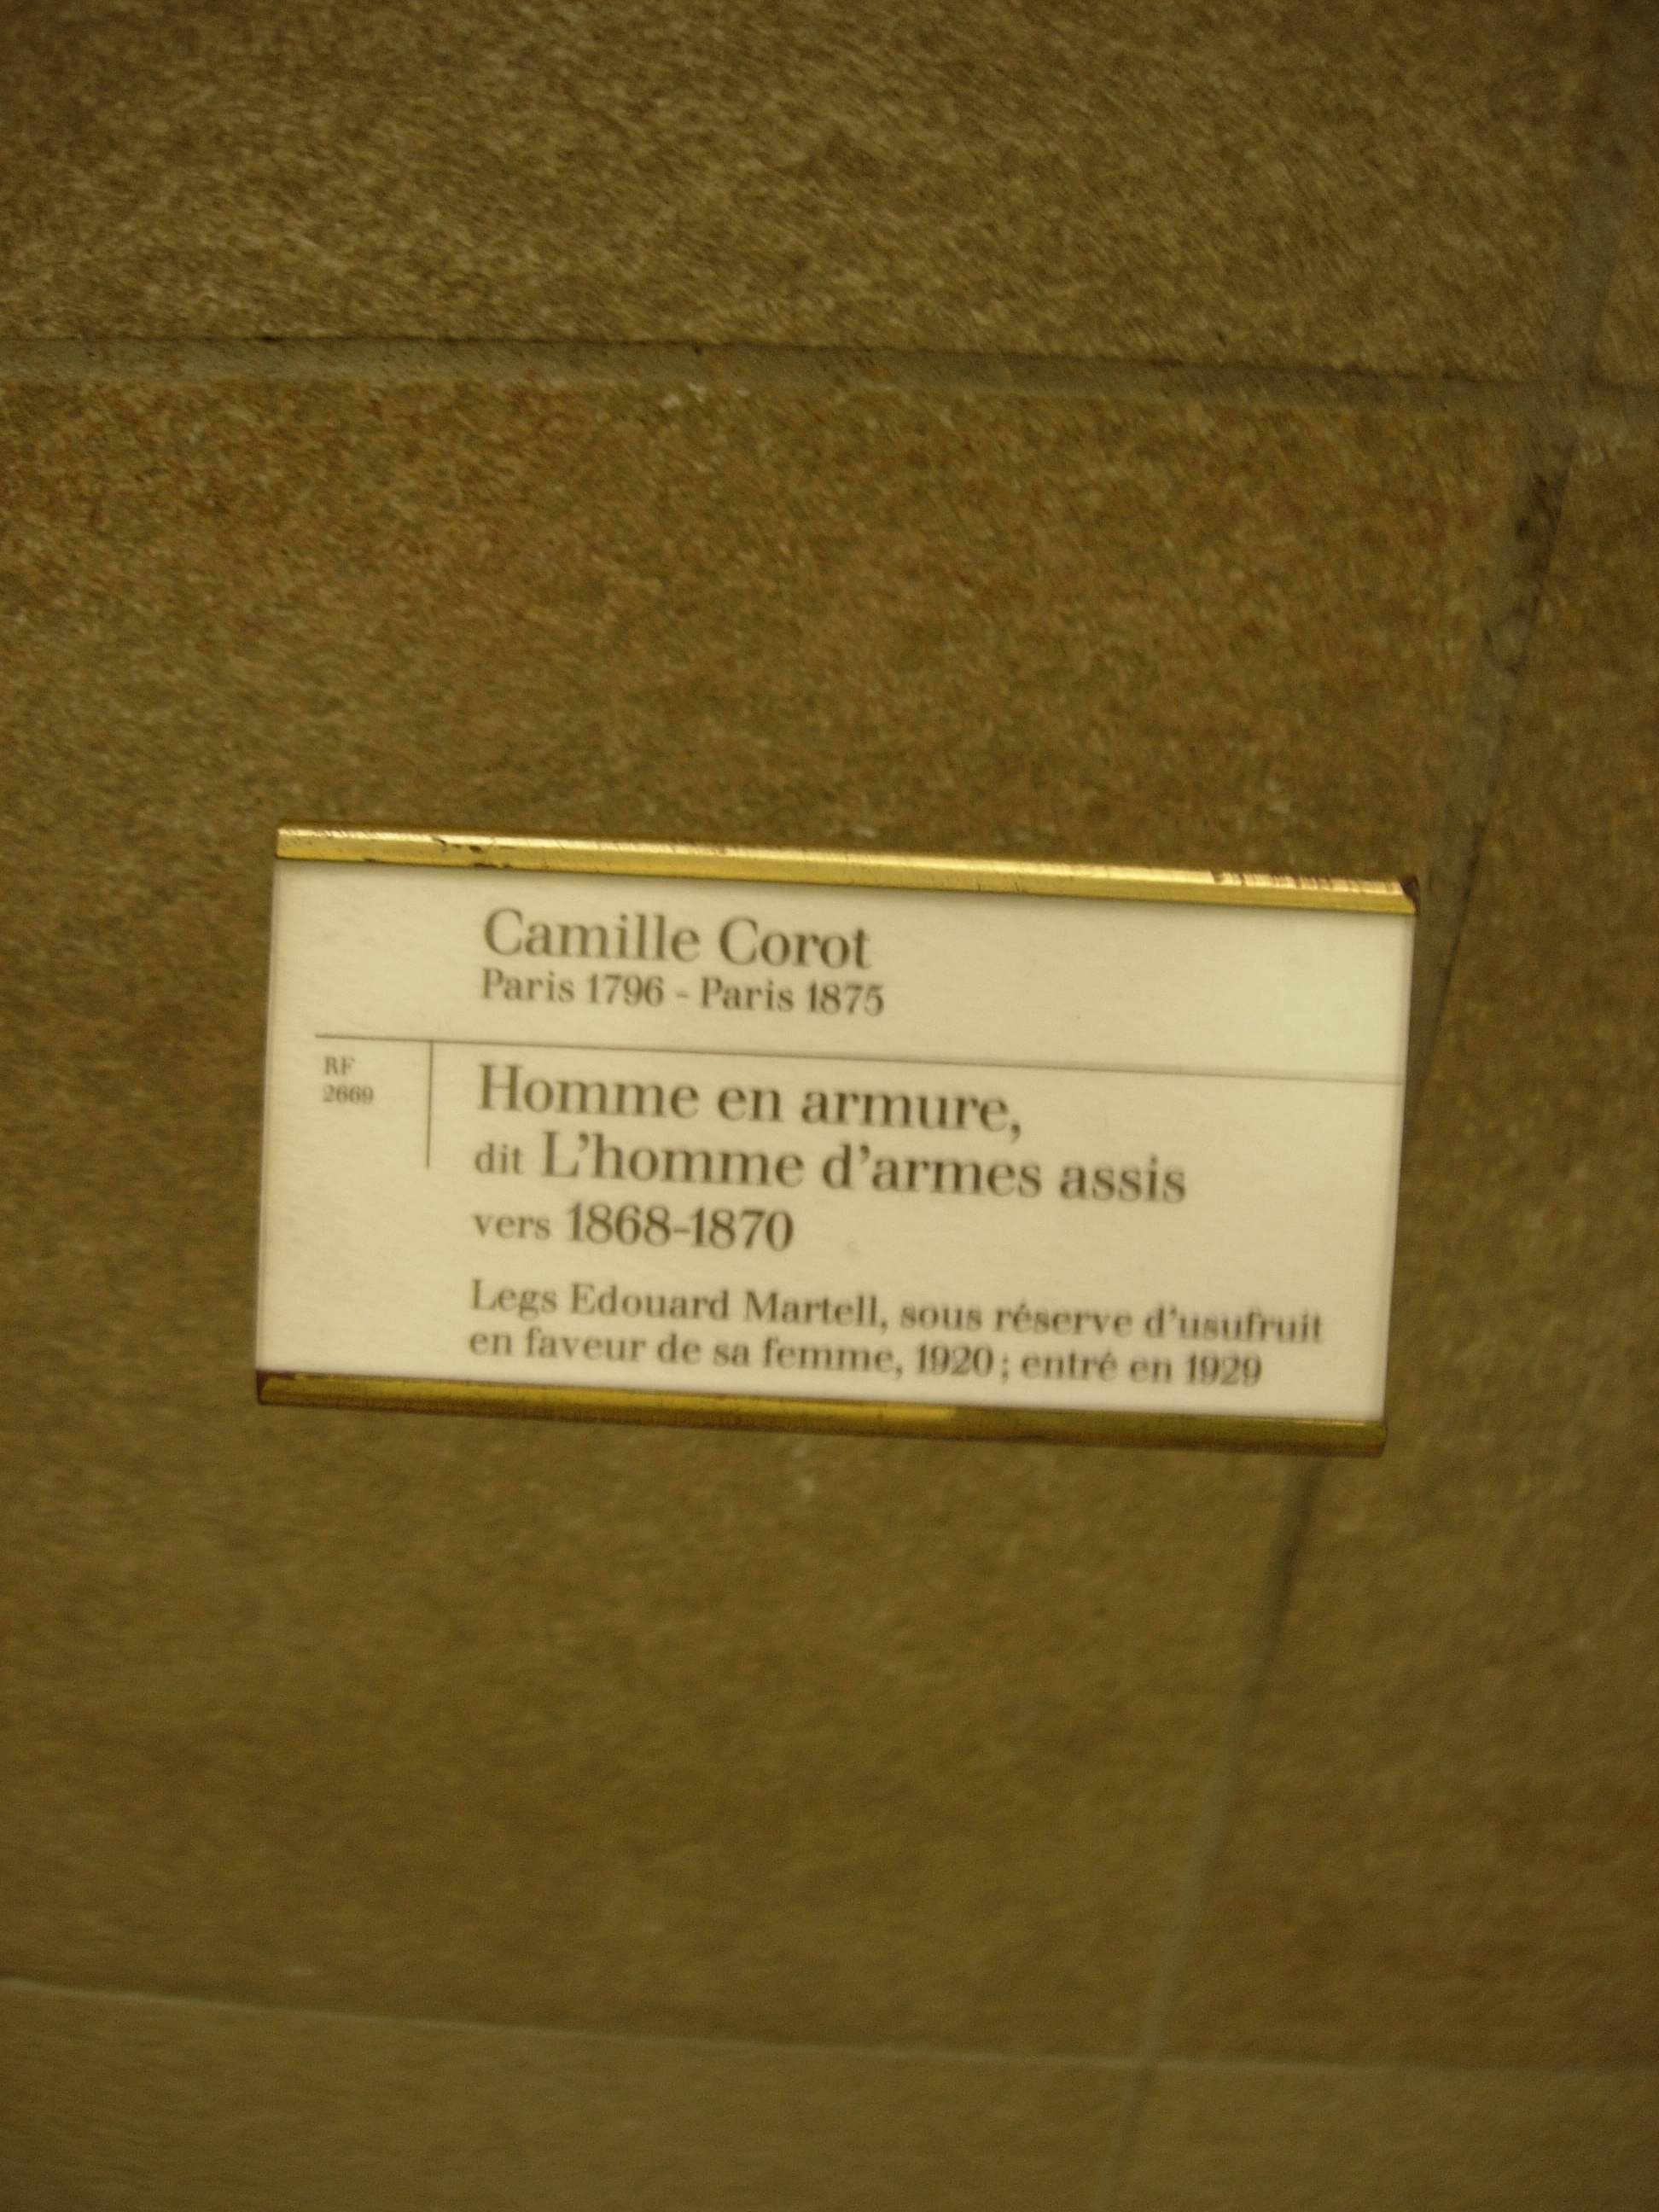 Camille Corot
Paris 1796 - Paris 1875
RF
2669
Homme en armure,
dit L'homme d'armes assis
vers 1868-1870
Legs Edouard Martell, sous réserve d'usufruit
en faveur de sa femme, 1920 ; entré en 1929